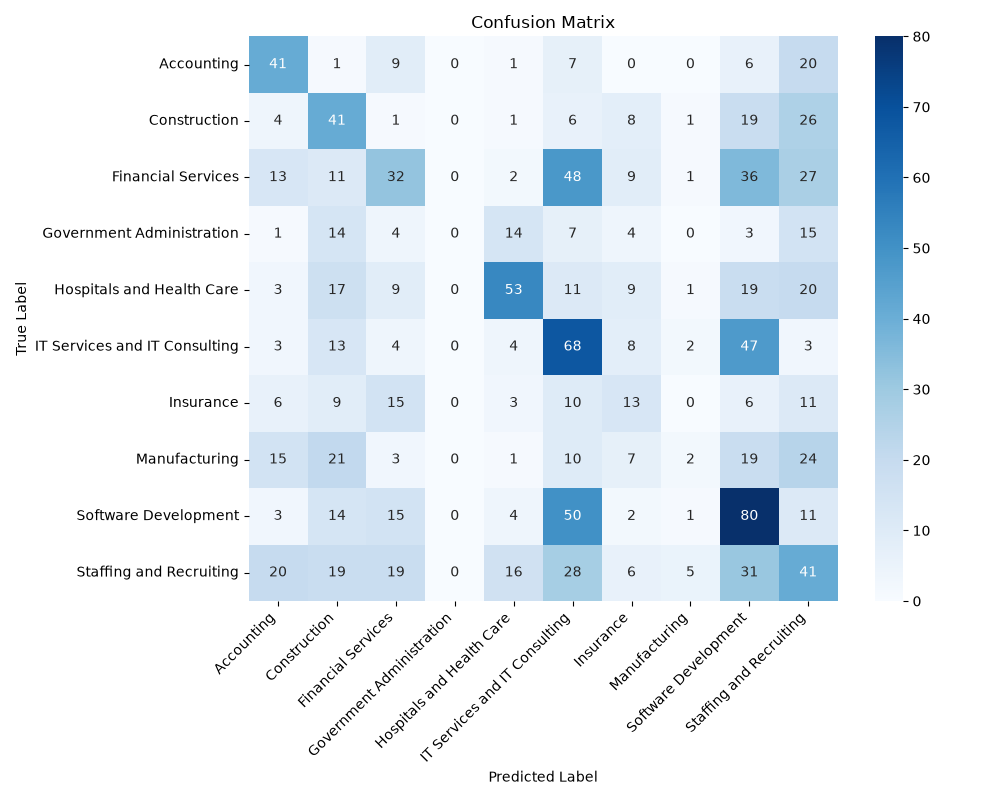 Confusion Matrix
Accounting 41 1 9 0 1 7 0 0 6 20
Construction 4 41 1 0 1 6 8 1 19 26
Financial Services 13 11 32 0 2 48 9 1 36 27
Government Administration 1 14 4 0 14 7 4 0 3 15
Hospitals and Health Care 3 17 9 0 53 11 9 1 19 20
IT Services and IT Consulting 3 13 4 0 4 68 8 2 47 3
Insurance 6 9 15 0 3 10 13 0 6 11
Manufacturing 15 21 3 0 1 10 7 2 19 24
Software Development 3 14 15 0 4 50 2 1 80 11
Staffing and Recruiting 20 19 19 0 16 28 6 5 31 41
True Label
Accounting
Construction
Financial Services
Government Administration
Hospitals and Health Care
IT Services and IT Consulting
Insurance
Manufacturing
Software Development
Staffing and Recruiting
Predicted Label
80
70
60
50
40
30
20
10
0